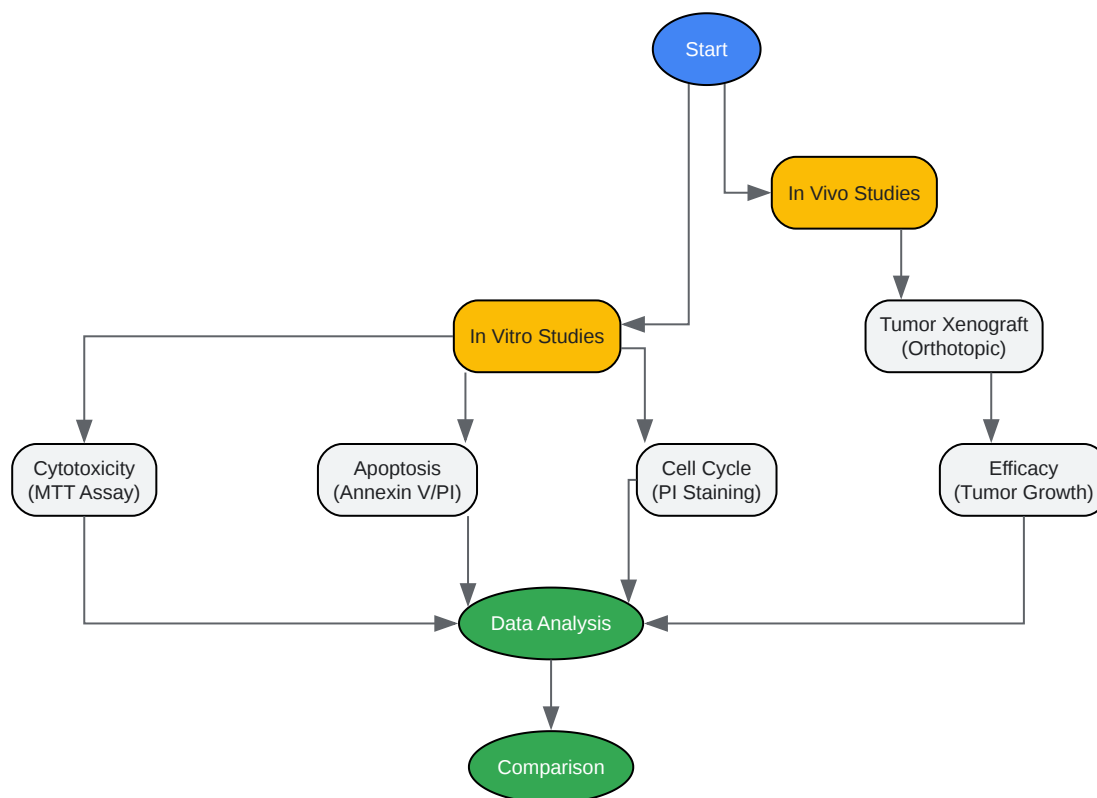 Start
In Vivo Studies
In Vitro Studies
Tumor Xenograft
(Orthotopic)
Cytotoxicity
(MTT Assay)
Apoptosis
(Annexin V/PI)
Cell Cycle
(PI Staining)
Efficacy
(Tumor Growth)
Data Analysis
Comparison